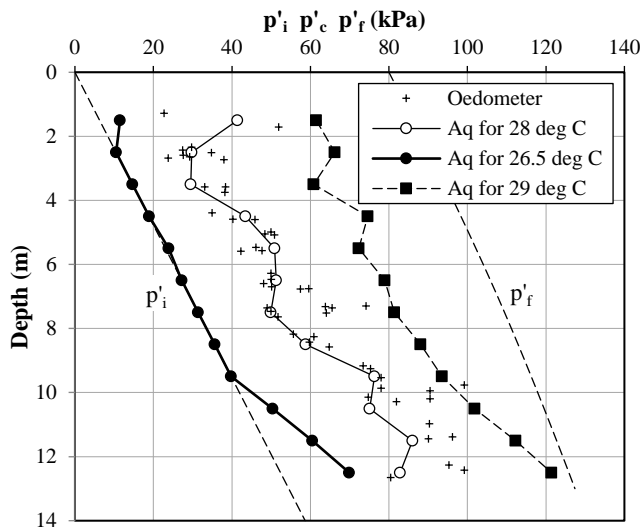 p'i p'c p'f (kPa)
0 20 40 60 80 100 120 140
0
2
4
6
8
10
12
14
Depth (m)
Oedometer
Aq for 28 deg C
Aq for 26.5 deg C
Aq for 29 deg C
p'i
p'f